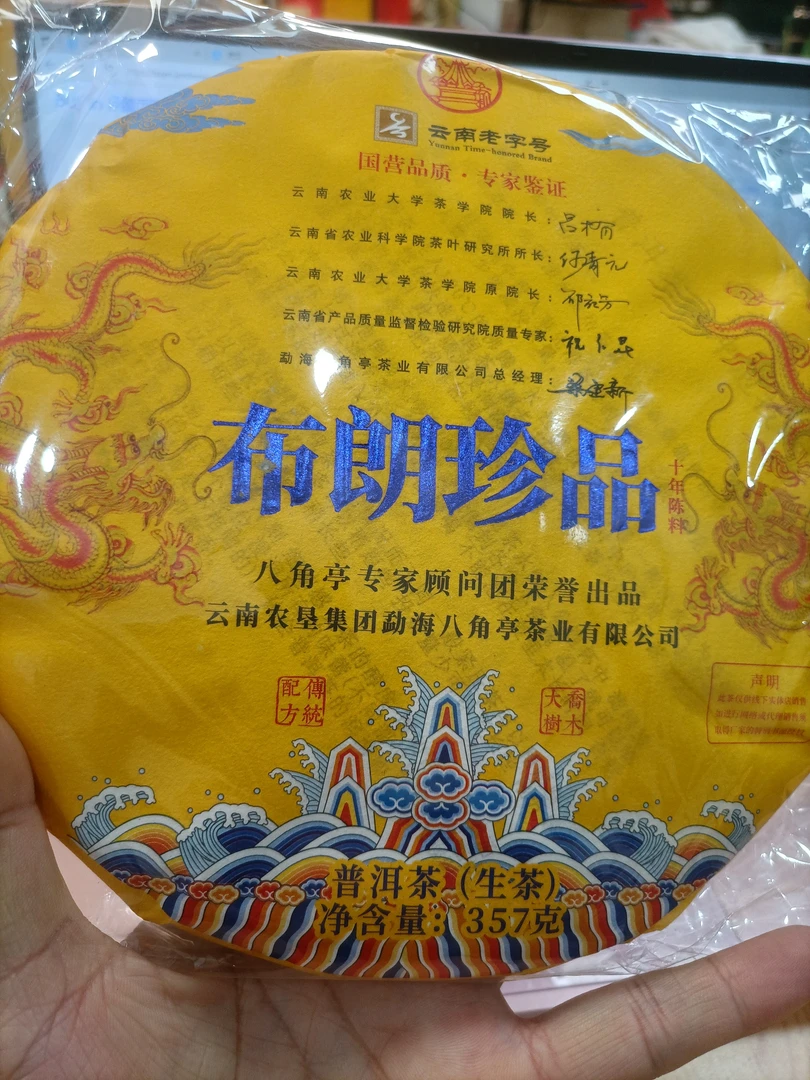 云南老字号
Yunnan Time-honored Brand
国营品质·专家鉴证
云南农业大学茶学院院长:
云南省农业科学院茶叶研究所所长:
云南农业大学茶学院原院长:
云南省产品质量监督检验研究院质量专家:
勐海八角亭茶业有限公司总经理:
布朗珍品
十年陈料
八角亭专家顾问团荣誉出品
云南农垦集团勐海八角亭茶业有限公司
傳統配方
喬木大樹
声明
普洱茶(生茶)
净含量:357克